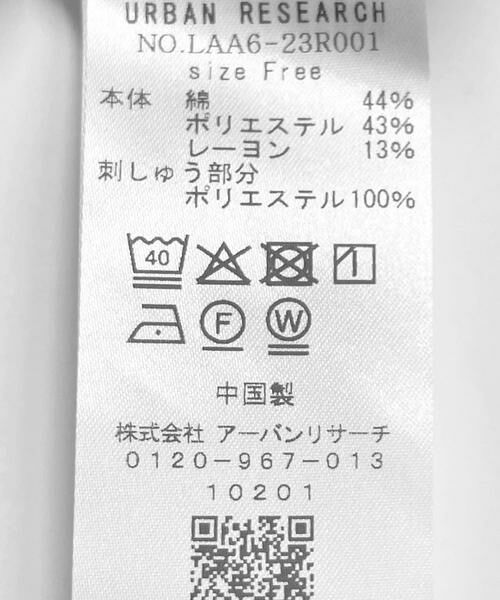 URBAN RESEARCH
NO.LAA6-23R001
size Free
本体 綿 44%
ポリエステル 43%
レーヨン 13%
刺しゅう部分
ポリエステル100%
40
F W
中国製
株式会社 アーバンリサーチ
0120-967-013
10201